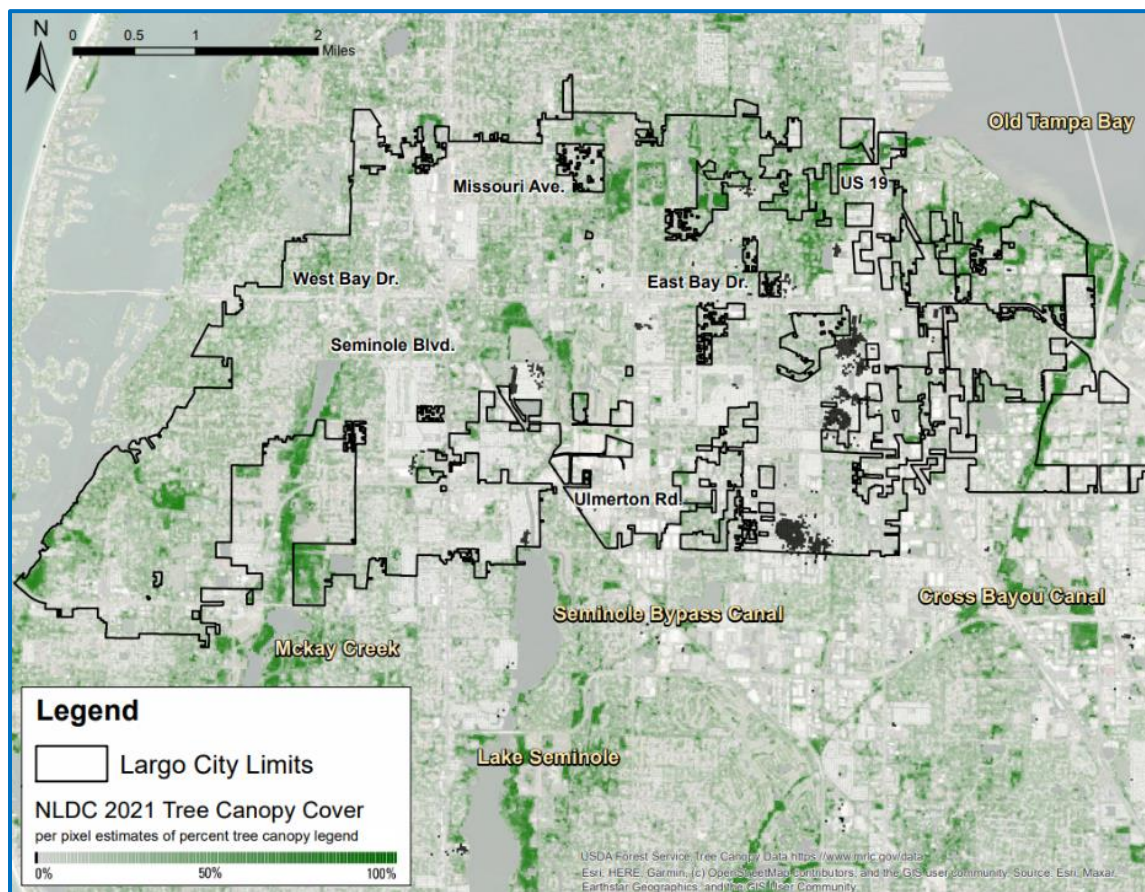 N
0 0.5 1 2
Miles
Old Tampa Bay
Missouri Ave.
US 19
West Bay Dr.
East Bay Dr.
Seminole Blvd.
Ulmerton Rd.
Seminole Bypass Canal
Cross Bayou Canal
Mckay Creek
Lake Seminole
Legend
Largo City Limits
NLDC 2021 Tree Canopy Cover
per pixel estimates of percent tree canopy legend
0% 50% 100%
USDA Forest Service Tree Canopy Data https://www.mrlc.gov/data
Esri, HERE, Garmin, (c) OpenStreetMap contributors, and the GIS user community, Source: Esri, Maxar,
Earthstar Geographics, and the GIS User Community